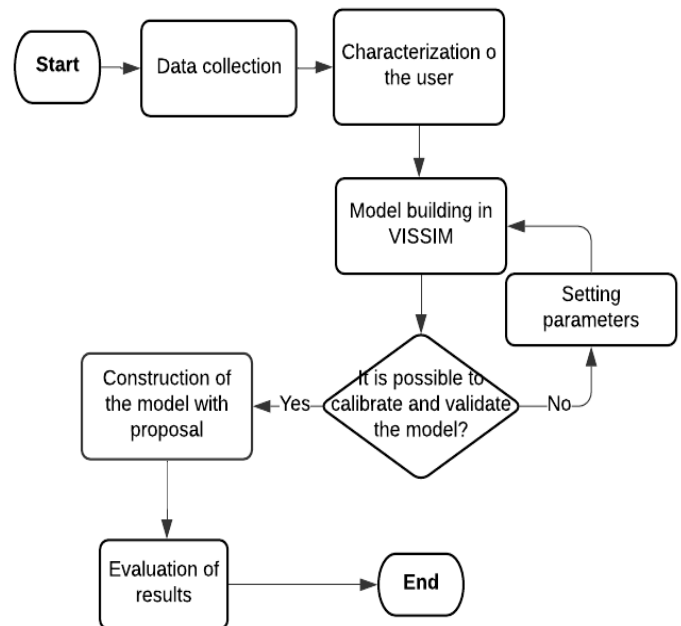 Start
Data collection
Characterization o
the user
Model building in
VISSIM
Setting
parameters
It is possible to
calibrate and validate
the model?
Yes
No
Construction of
the model with
proposal
Evaluation of
results
End